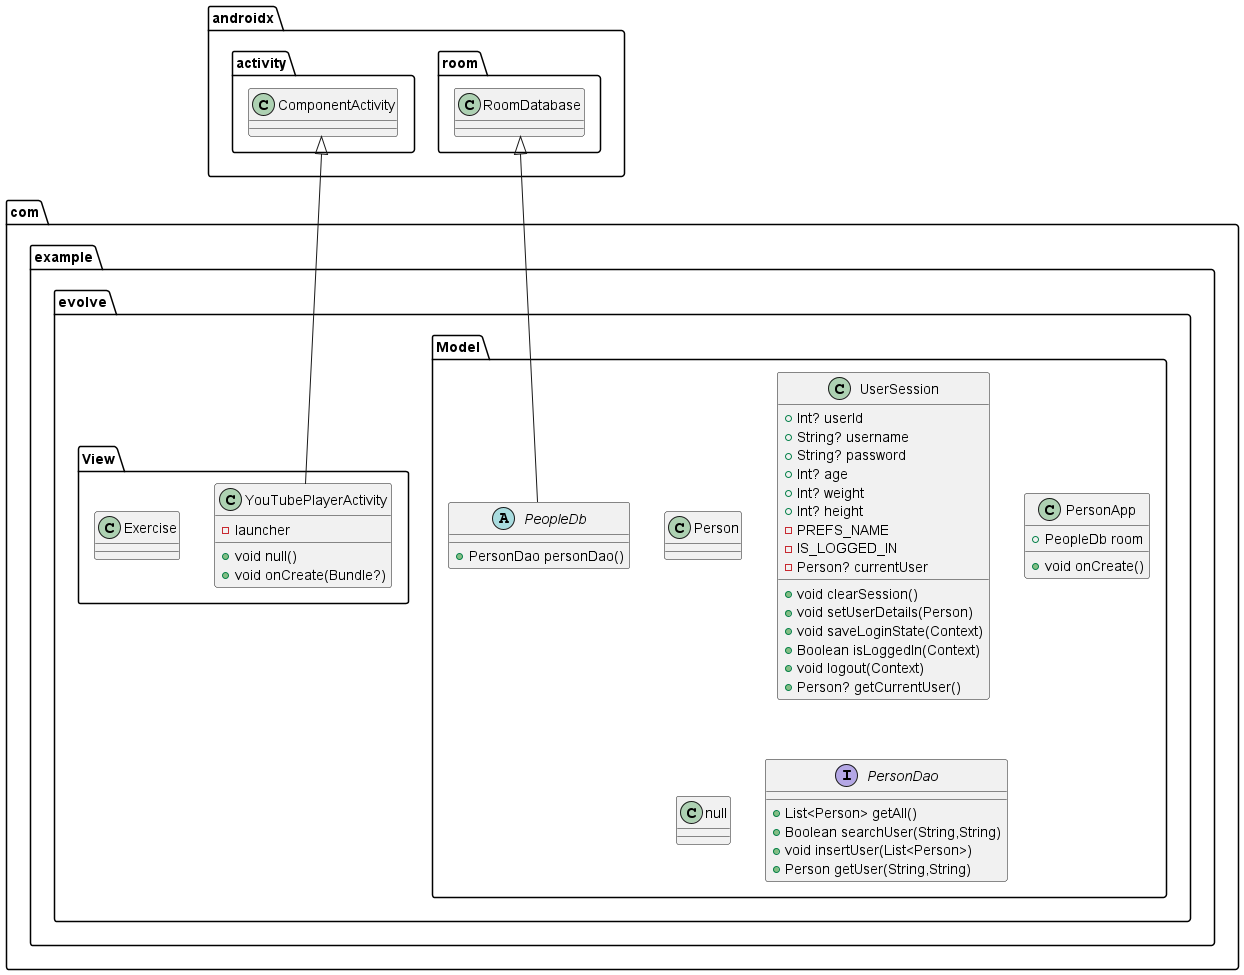 androidx
activity
room
C ComponentActivity
C RoomDatabase
com
example
evolve
Model
View
C Exercise
C YouTubePlayerActivity
launcher
void null()
void onCreate(Bundle?)
A PeopleDb
PersonDao personDao()
C Person
C UserSession
Int? userId
String? username
String? password
Int? age
Int? weight
Int? height
PREFS_NAME
IS_LOGGED_IN
Person? currentUser
void clearSession()
void setUserDetails(Person)
void saveLoginState(Context)
Boolean isLoggedIn(Context)
void logout(Context)
Person? getCurrentUser()
C PersonApp
PeopleDb room
void onCreate()
C null
I PersonDao
List<Person> getAll()
Boolean searchUser(String,String)
void insertUser(List<Person>)
Person getUser(String,String)